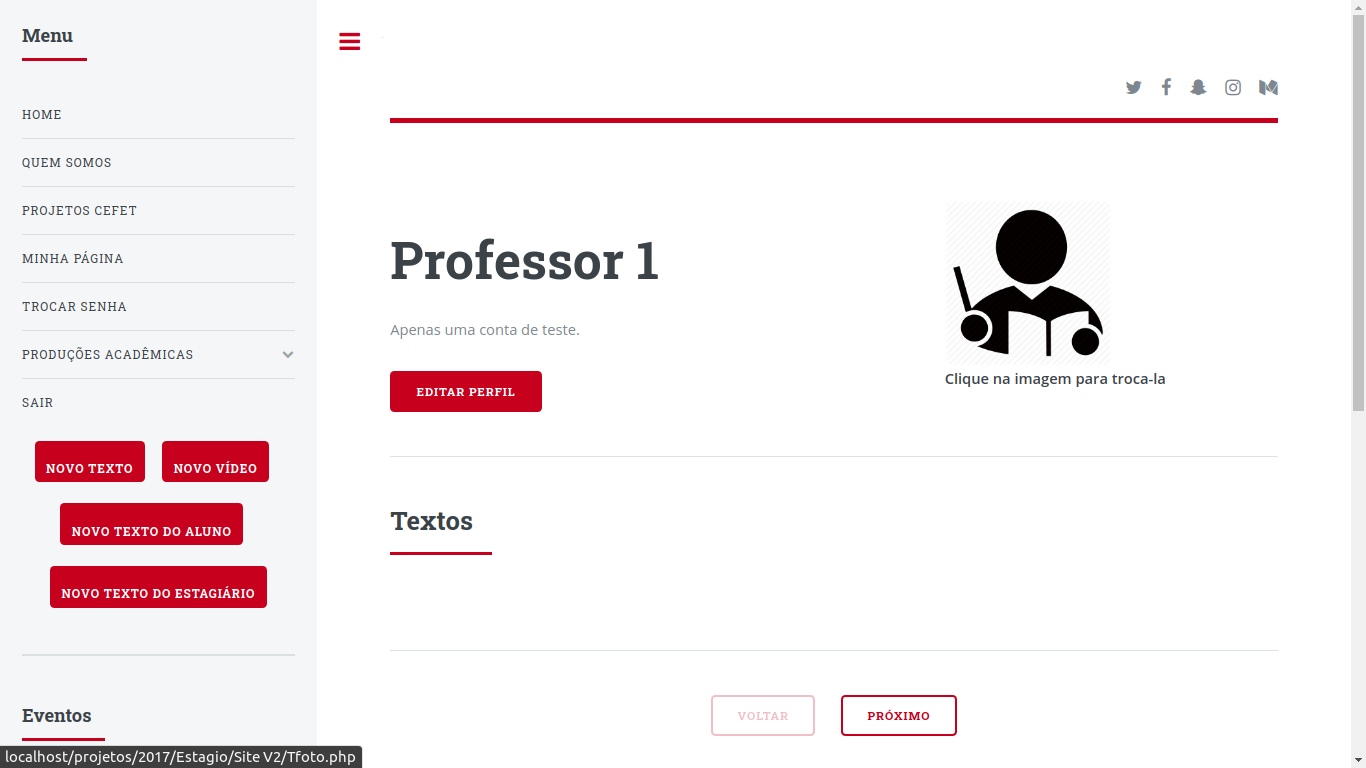 Menu
HOME
QUEM SOMOS
PROJETOS CEFET
MINHA PÁGINA
TROCAR SENHA
PRODUÇÕES ACADÊMICAS
SAIR
NOVO TEXTO
NOVO VÍDEO
NOVO TEXTO DO ALUNO
NOVO TEXTO DO ESTAGIÁRIO
Eventos
Professor 1
Apenas uma conta de teste.
EDITAR PERFIL
Clique na imagem para troca-la
Textos
VOLTAR
PRÓXIMO
localhost/projetos/2017/Estagio/Site V2/Tfoto.php